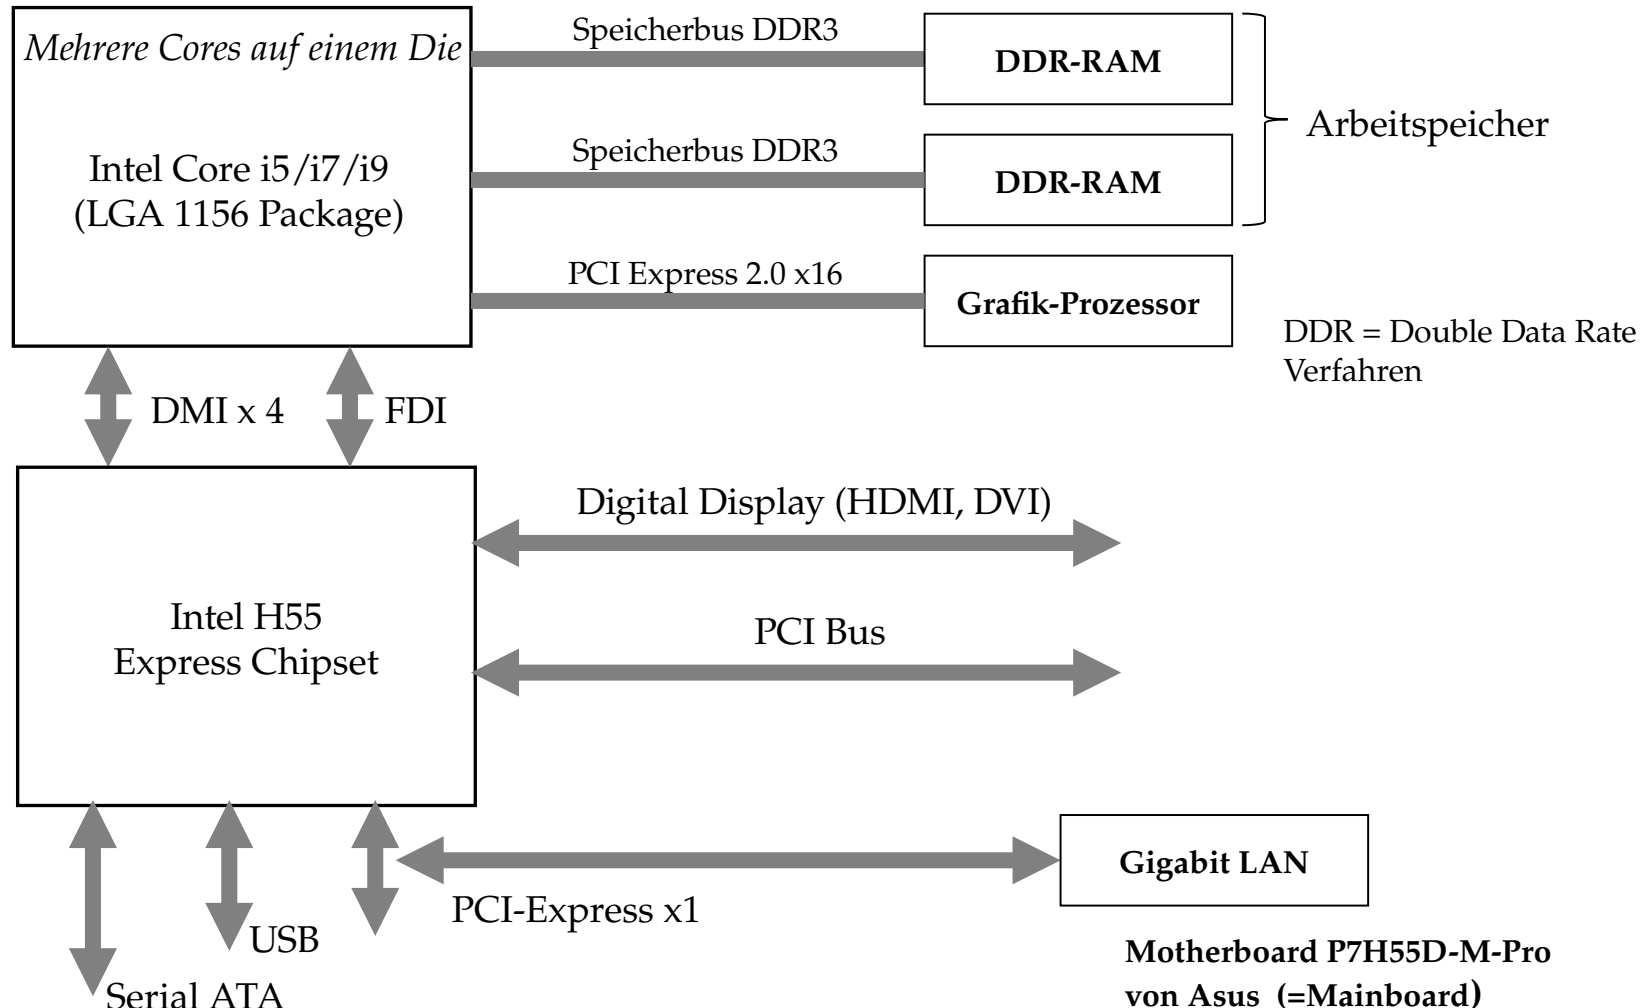 Mehrere Cores auf einem Die
Intel Core i5/i7/i9
(LGA 1156 Package)
Speicherbus DDR3
DDR-RAM
Speicherbus DDR3
DDR-RAM
Arbeitspeicher
PCI Express 2.0 x16
Grafik-Prozessor
DDR = Double Data Rate
Verfahren
DMI x 4
FDI
Intel H55
Express Chipset
Digital Display (HDMI, DVI)
PCI Bus
Gigabit LAN
PCI-Express x1
USB
Serial ATA
Motherboard P7H55D-M-Pro
von Asus (=Mainboard)